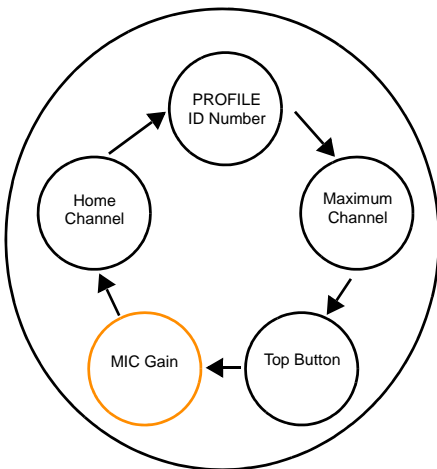 PROFILE
ID Number
Maximum
Channel
Top Button
MIC Gain
Home
Channel